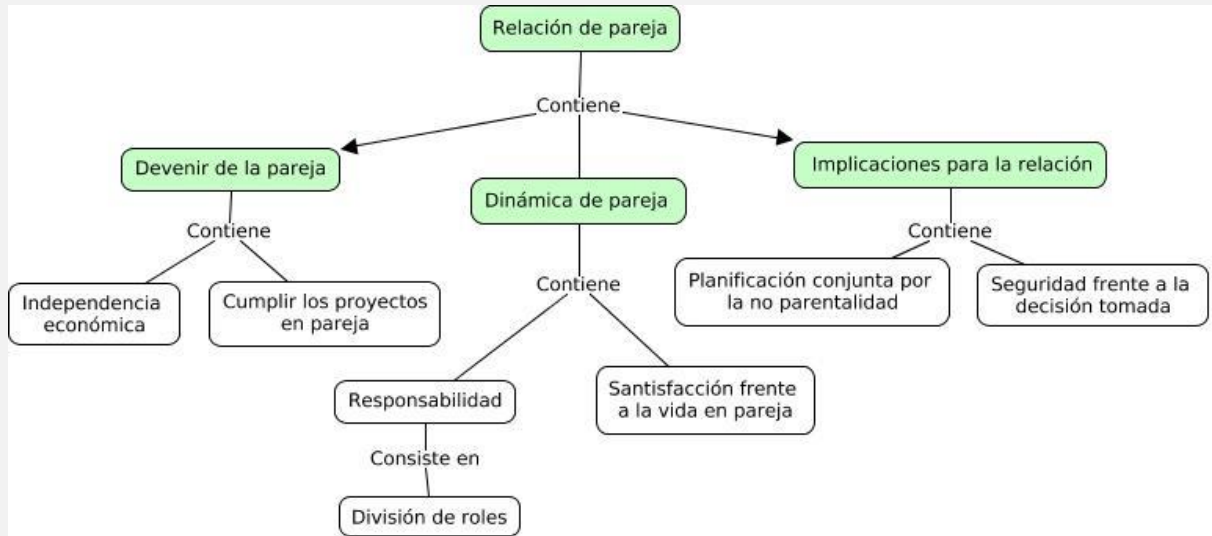 Relación de pareja
Contiene
Devenir de la pareja
Dinámica de pareja
Implicaciones para la relación
Contiene
Contiene
Contiene
Independencia
económica
Cumplir los proyectos
en pareja
Responsabilidad
Santisfacción frente
a la vida en pareja
Planificación conjunta por
la no parentalidad
Seguridad frente a la
decisión tomada
Consiste en
División de roles